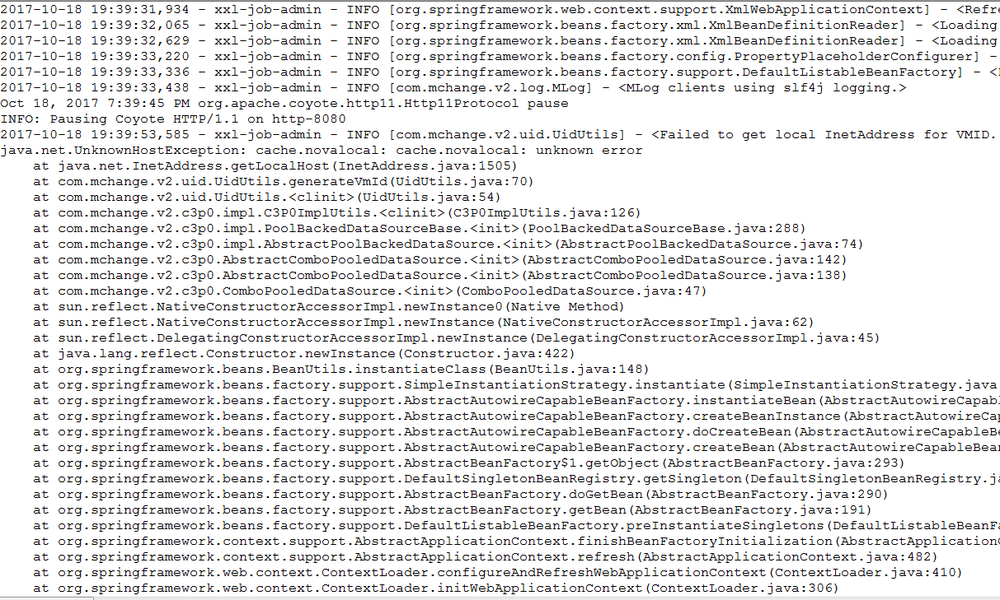 2017-10-18 19:39:31,934 - xxl-job-admin - INFO [org.springframework.web.context.support.XmlWebApplicationContext] - <Refre
2017-10-18 19:39:32,065 - xxl-job-admin - INFO [org.springframework.beans.factory.xml.XmlBeanDefinitionReader] - <Loading
2017-10-18 19:39:32,629 - xxl-job-admin - INFO [org.springframework.beans.factory.xml.XmlBeanDefinitionReader] - <Loading
2017-10-18 19:39:33,220 - xxl-job-admin - INFO [org.springframework.beans.factory.config.PropertyPlaceholderConfigurer] -
2017-10-18 19:39:33,336 - xxl-job-admin - INFO [org.springframework.beans.factory.support.DefaultListableBeanFactory] - <
2017-10-18 19:39:33,438 - xxl-job-admin - INFO [com.mchange.v2.log.MLog] - <MLog clients using slf4j logging.>
Oct 18, 2017 7:39:45 PM org.apache.coyote.http11.Http11Protocol pause
INFO: Pausing Coyote HTTP/1.1 on http-8080
2017-10-18 19:39:53,585 - xxl-job-admin - INFO [com.mchange.v2.uid.UidUtils] - <Failed to get local InetAddress for VMID.
java.net.UnknownHostException: cache.novalocal: cache.novalocal: unknown error
at java.net.InetAddress.getLocalHost(InetAddress.java:1505)
at com.mchange.v2.uid.UidUtils.generateVmId(UidUtils.java:70)
at com.mchange.v2.uid.UidUtils.<clinit>(UidUtils.java:54)
at com.mchange.v2.c3p0.impl.C3P0ImplUtils.<clinit>(C3P0ImplUtils.java:126)
at com.mchange.v2.c3p0.impl.PoolBackedDataSourceBase.<init>(PoolBackedDataSourceBase.java:288)
at com.mchange.v2.c3p0.impl.AbstractPoolBackedDataSource.<init>(AbstractPoolBackedDataSource.java:74)
at com.mchange.v2.c3p0.AbstractComboPooledDataSource.<init>(AbstractComboPooledDataSource.java:142)
at com.mchange.v2.c3p0.AbstractComboPooledDataSource.<init>(AbstractComboPooledDataSource.java:138)
at com.mchange.v2.c3p0.ComboPooledDataSource.<init>(ComboPooledDataSource.java:47)
at sun.reflect.NativeConstructorAccessorImpl.newInstance0(Native Method)
at sun.reflect.NativeConstructorAccessorImpl.newInstance(NativeConstructorAccessorImpl.java:62)
at sun.reflect.DelegatingConstructorAccessorImpl.newInstance(DelegatingConstructorAccessorImpl.java:45)
at java.lang.reflect.Constructor.newInstance(Constructor.java:422)
at org.springframework.beans.BeanUtils.instantiateClass(BeanUtils.java:148)
at org.springframework.beans.factory.support.SimpleInstantiationStrategy.instantiate(SimpleInstantiationStrategy.java
at org.springframework.beans.factory.support.AbstractAutowireCapableBeanFactory.instantiateBean(AbstractAutowireCapabl
at org.springframework.beans.factory.support.AbstractAutowireCapableBeanFactory.createBeanInstance(AbstractAutowireCap
at org.springframework.beans.factory.support.AbstractAutowireCapableBeanFactory.doCreateBean(AbstractAutowireCapableBe
at org.springframework.beans.factory.support.AbstractAutowireCapableBeanFactory.createBean(AbstractAutowireCapableBean
at org.springframework.beans.factory.support.AbstractBeanFactory$1.getObject(AbstractBeanFactory.java:293)
at org.springframework.beans.factory.support.DefaultSingletonBeanRegistry.getSingleton(DefaultSingletonBeanRegistry.ja
at org.springframework.beans.factory.support.AbstractBeanFactory.doGetBean(AbstractBeanFactory.java:290)
at org.springframework.beans.factory.support.AbstractBeanFactory.getBean(AbstractBeanFactory.java:191)
at org.springframework.beans.factory.support.DefaultListableBeanFactory.preInstantiateSingletons(DefaultListableBeanFa
at org.springframework.context.support.AbstractApplicationContext.finishBeanFactoryInitialization(AbstractApplication
at org.springframework.context.support.AbstractApplicationContext.refresh(AbstractApplicationContext.java:482)
at org.springframework.web.context.ContextLoader.configureAndRefreshWebApplicationContext(ContextLoader.java:410)
at org.springframework.web.context.ContextLoader.initWebApplicationContext(ContextLoader.java:306)